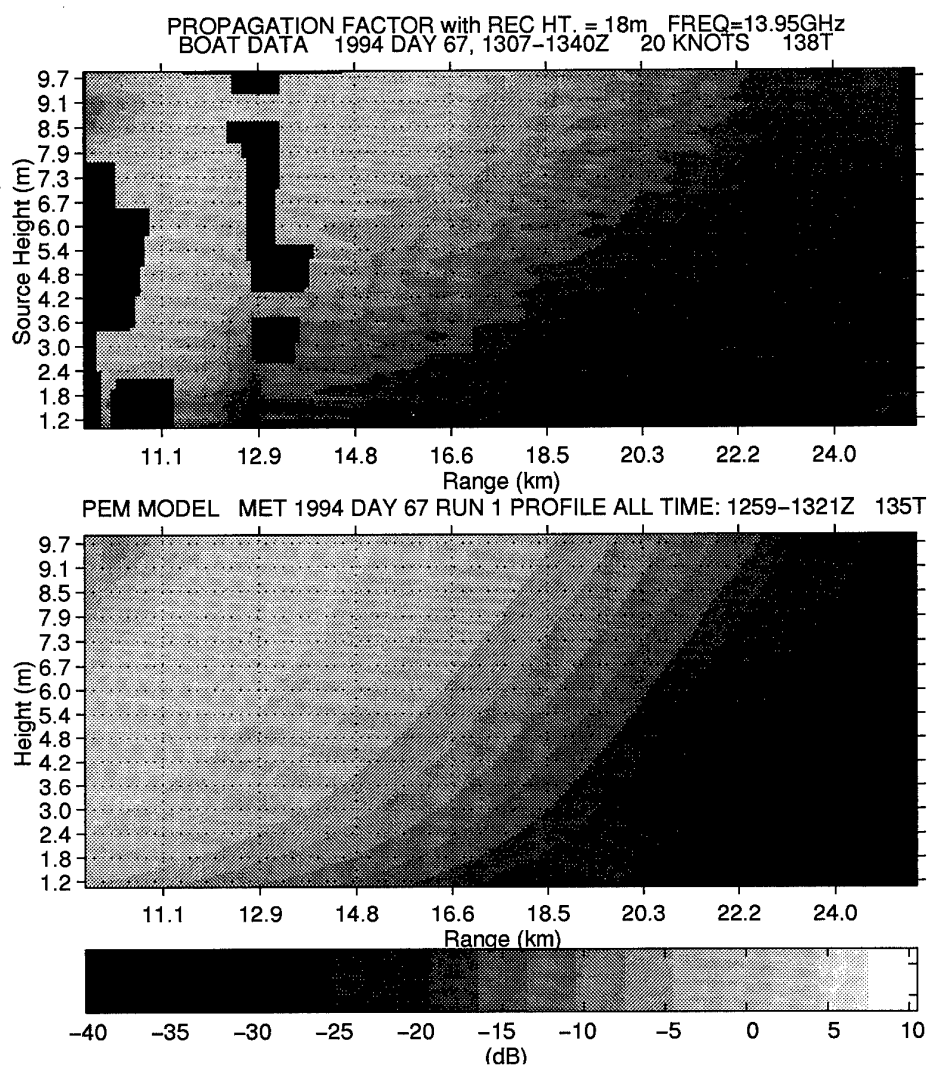 PROPAGATION FACTOR with REC HT. = 18m FREQ=13.95GHz
BOAT DATA 1994 DAY 67, 1307-1340Z 20 KNOTS 138T
Source Height (m)
9.7
9.1
8.5
7.9
7.3
6.7
6.0
5.4
4.8
4.2
3.6
3.0
2.4
1.8
1.2
11.1 12.9 14.8 16.6 18.5 20.3 22.2 24.0
Range (km)
PEM MODEL MET 1994 DAY 67 RUN 1 PROFILE ALL TIME: 1259-1321Z 135T
Height (m)
9.7
9.1
8.5
7.9
7.3
6.7
6.0
5.4
4.8
4.2
3.6
3.0
2.4
1.8
1.2
11.1 12.9 14.8 16.6 18.5 20.3 22.2 24.0
Range (km)
-40 -35 -30 -25 -20 -15 -10 -5 0 5 10
(dB)